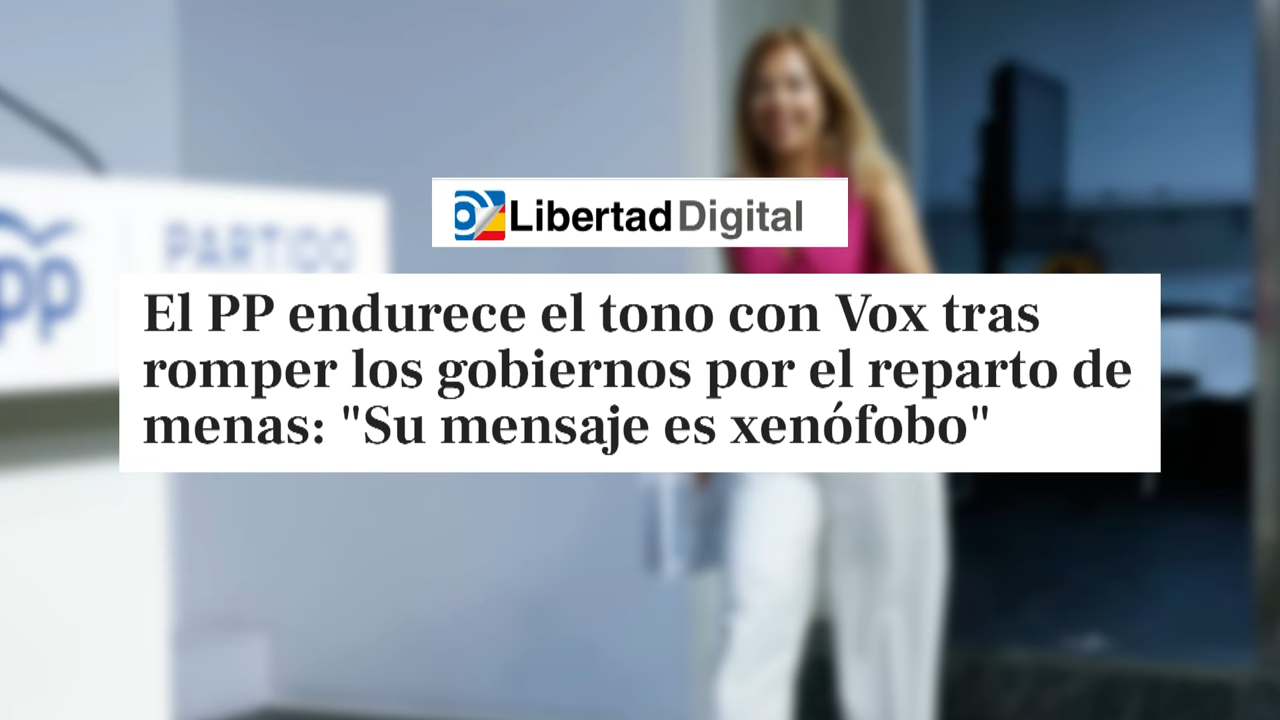 Libertad Digital
pp PARTIDO
El PP endurece el tono con Vox tras
romper los gobiernos por el reparto de
menas: "Su mensaje es xenófobo"